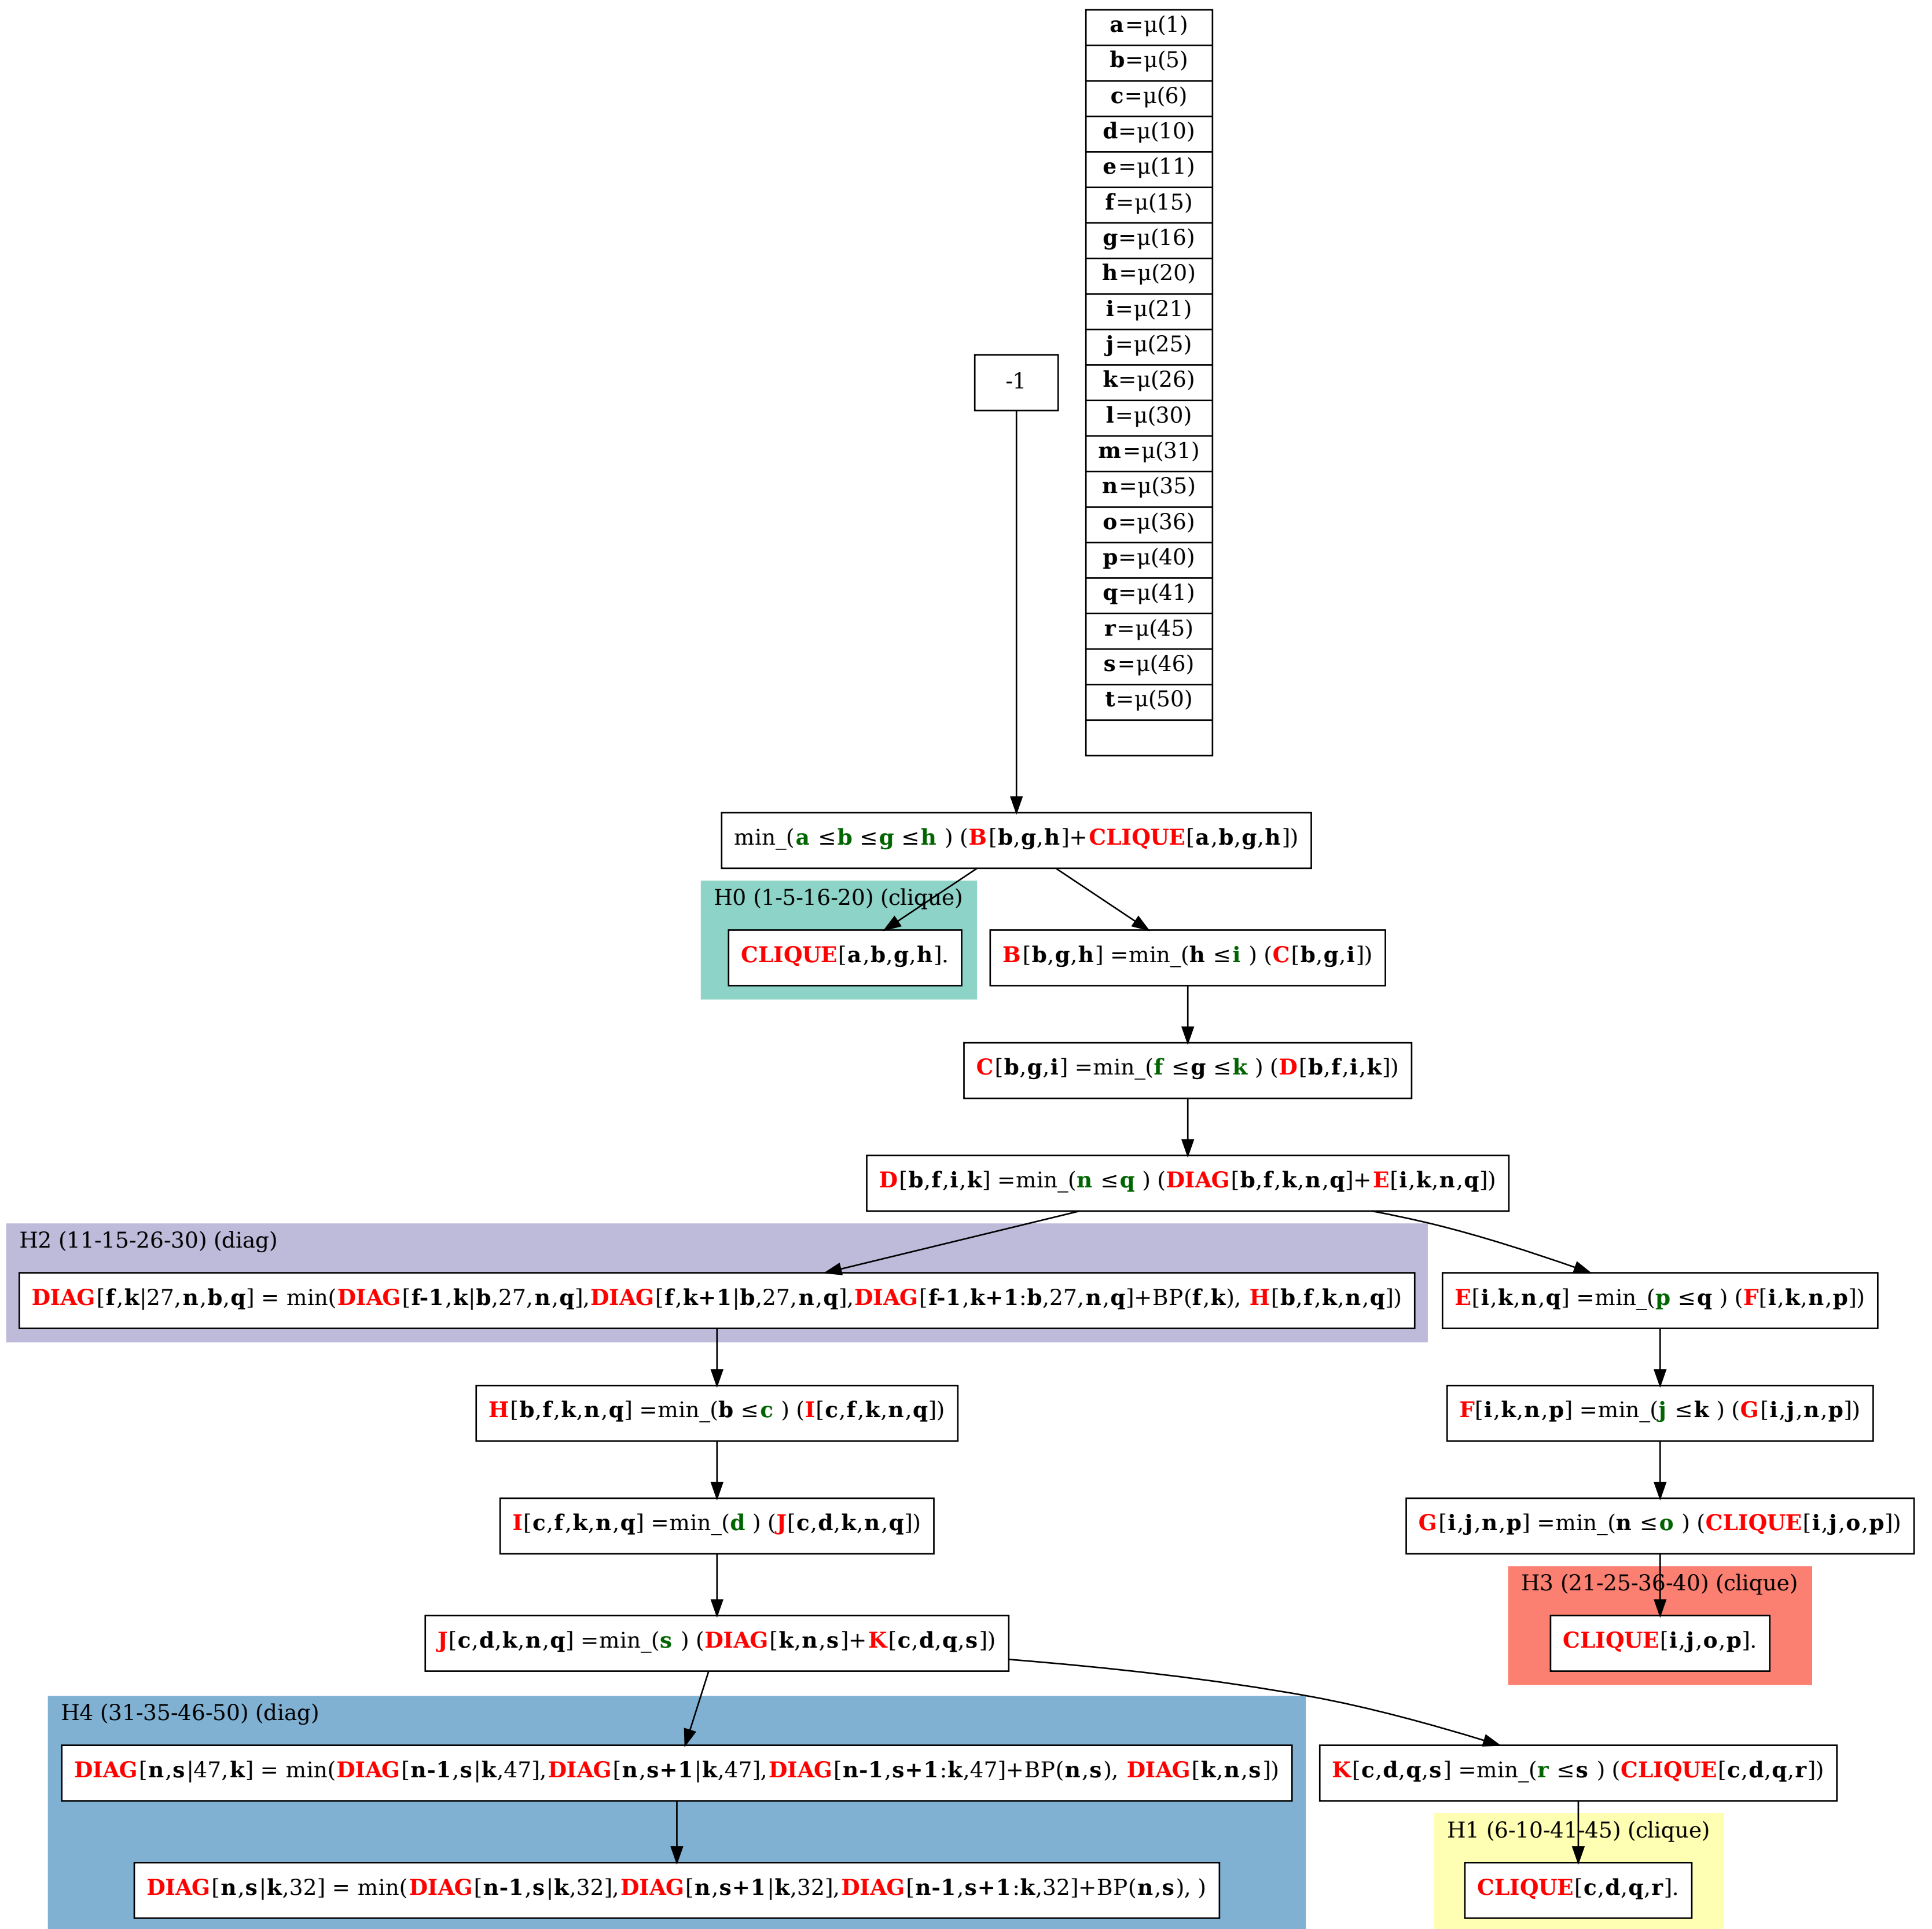 a=µ(1)
b=µ(5)
c=µ(6)
d=µ(10)
e=µ(11)
f=µ(15)
g=µ(16)
h=µ(20)
i=µ(21)
j=µ(25)
k=µ(26)
l=µ(30)
m=µ(31)
n=µ(35)
o=µ(36)
p=µ(40)
q=µ(41)
r=µ(45)
s=µ(46)
t=µ(50)
-1
min_(a ≤b ≤g ≤h ) (B[b,g,h]+CLIQUE[a,b,g,h])
H0 (1-5-16-20) (clique)
CLIQUE[a,b,g,h].
B[b,g,h] =min_(h ≤i ) (C[b,g,i])
C[b,g,i] =min_(f ≤g ≤k ) (D[b,f,i,k])
D[b,f,i,k] =min_(n ≤q ) (DIAG[b,f,k,n,q]+E[i,k,n,q])
H2 (11-15-26-30) (diag)
DIAG[f,k|27,n,b,q] = min(DIAG[f-1,k|b,27,n,q],DIAG[f,k+1|b,27,n,q],DIAG[f-1,k+1:b,27,n,q]+BP(f,k), H[b,f,k,n,q])
E[i,k,n,q] =min_(p ≤q ) (F[i,k,n,p])
H[b,f,k,n,q] =min_(b ≤c ) (I[c,f,k,n,q])
F[i,k,n,p] =min_(j ≤k ) (G[i,j,n,p])
I[c,f,k,n,q] =min_(d ) (J[c,d,k,n,q])
G[i,j,n,p] =min_(n ≤o ) (CLIQUE[i,j,o,p])
H3 (21-25-36-40) (clique)
CLIQUE[i,j,o,p].
J[c,d,k,n,q] =min_(s ) (DIAG[k,n,s]+K[c,d,q,s])
H4 (31-35-46-50) (diag)
DIAG[n,s|47,k] = min(DIAG[n-1,s|k,47],DIAG[n,s+1|k,47],DIAG[n-1,s+1:k,47]+BP(n,s), DIAG[k,n,s])
K[c,d,q,s] =min_(r ≤s ) (CLIQUE[c,d,q,r])
DIAG[n,s|k,32] = min(DIAG[n-1,s|k,32],DIAG[n,s+1|k,32],DIAG[n-1,s+1:k,32]+BP(n,s), )
H1 (6-10-41-45) (clique)
CLIQUE[c,d,q,r].